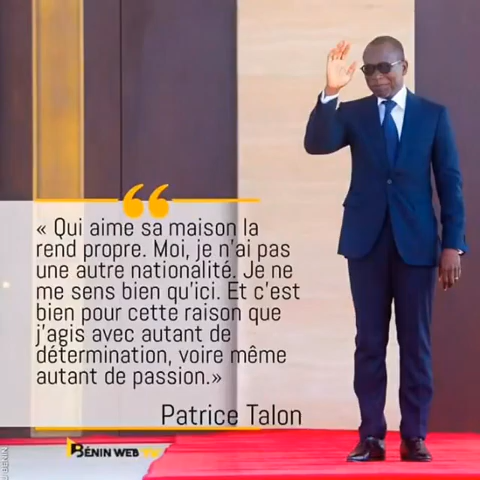 « Qui aime sa maison la
rend propre. Moi, je n'ai pas
une autre nationalité. Je ne
me sens bien qu'ici. Et c'est
bien pour cette raison que
j'agis avec autant de
détermination, voire même
autant de passion.»
Patrice Talon
BÉNIN WEB TV